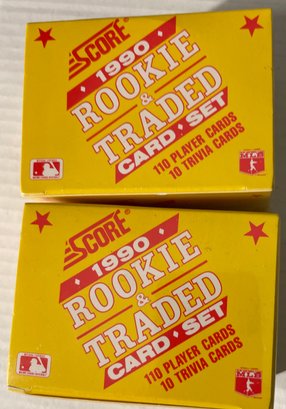 SCORE
1990
ROOKIE
&
TRADED
CARD • SET
110 PLAYER CARDS
10 TRIVIA CARDS
SCORE
1990
ROOKIE
&
TRADED
CARD • SET
110 PLAYER CARDS
10 TRIVIA CARDS